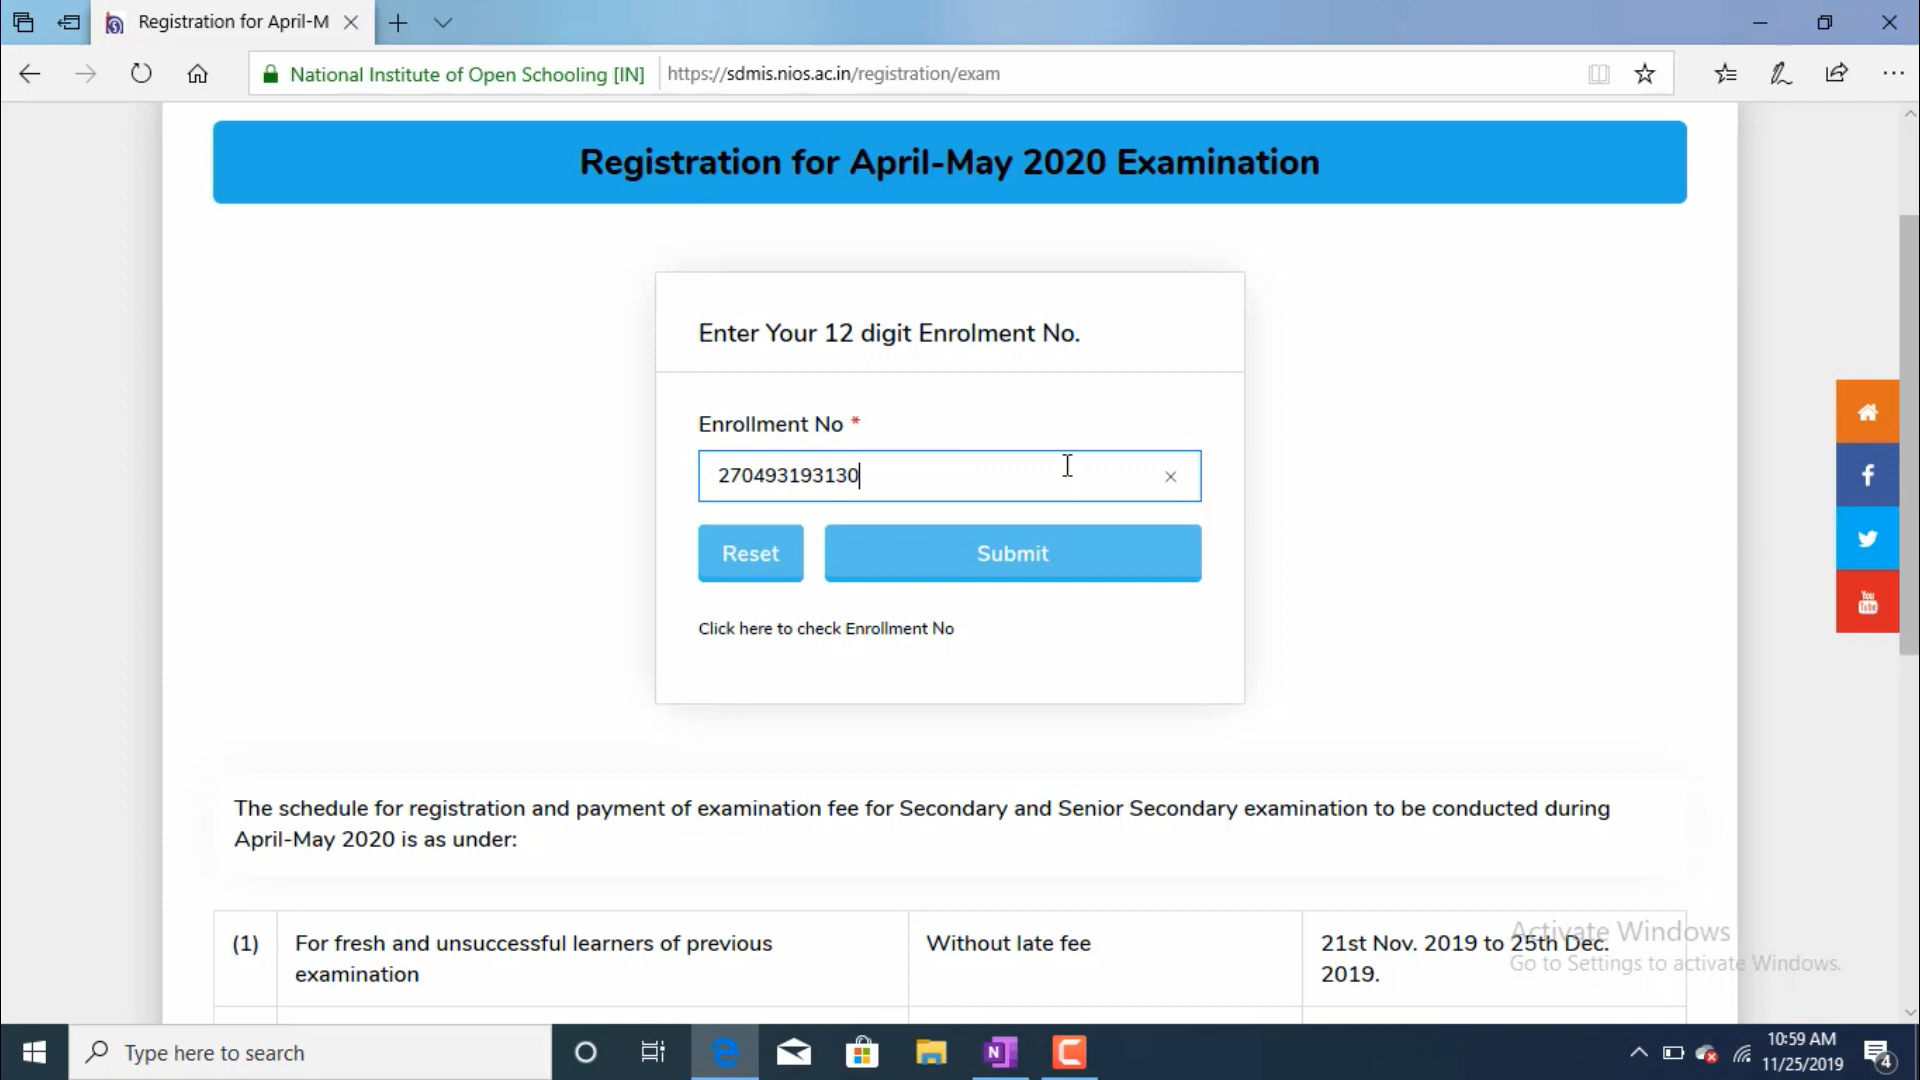 Registration for April-M
National Institute of Open Schooling [IN]
https://sdmis.nios.ac.in/registration/exam
Registration for April-May 2020 Examination
Enter Your 12 digit Enrolment No.
Enrollment No *
270493193130
Reset
Submit
Click here to check Enrollment No
You
Tube
The schedule for registration and payment of examination fee for Secondary and Senior Secondary examination to be conducted during
April-May 2020 is as under:
(1)
For fresh and unsuccessful learners of previous
examination
Without late fee
21st Nov. 2019 to 25th Dec.
2019.
Activate Windows
Go to Settings to activate Windows.
Type here to search
N
10:59 AM
11/25/2019
4